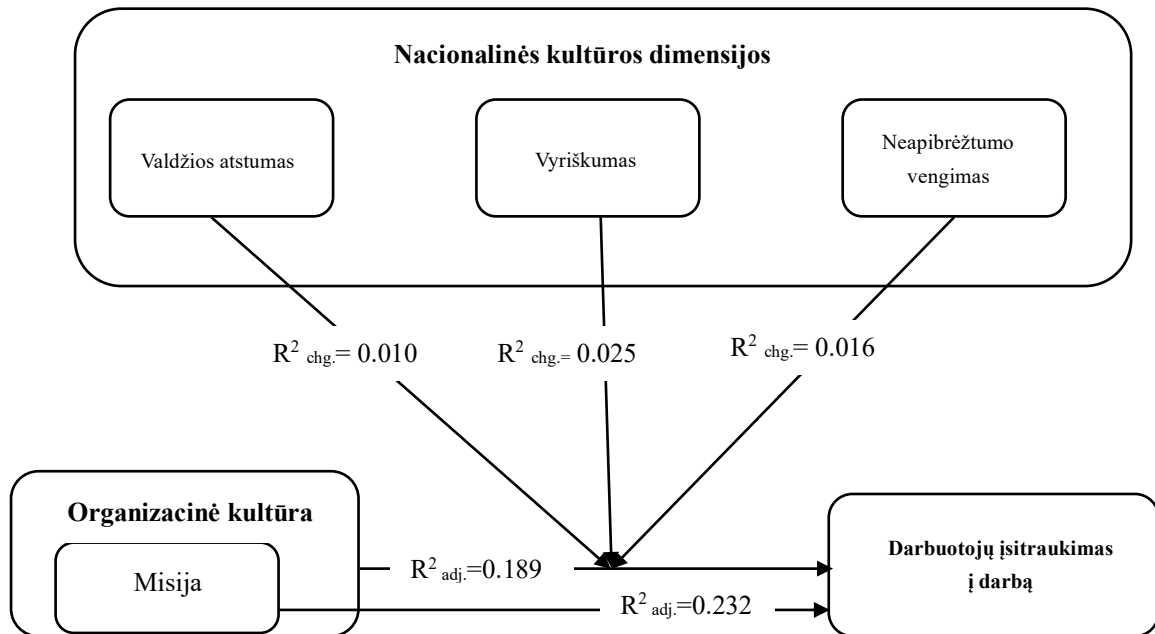 Nacionalinės kultūros dimensijos
Valdžios atstumas
Vyriškumas
Neapibrėžtumo
vengimas
R² chg.= 0.010
R² chg.= 0.025
R² chg.= 0.016
Organizacinė kultūra
Misija
R² adj.=0.189
R² adj.=0.232
Darbuotojų įsitraukimas
į darbą